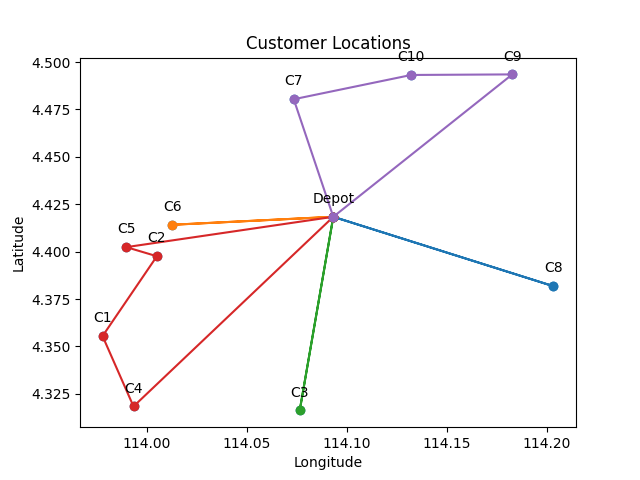 Customer Locations
4.500
4.475
4.450
4.425
4.400
4.375
4.350
4.325
Latitude
C10
C9
C7
Depot
C6
C5
C2
C8
C1
C4
C3
114.00
114.05
114.10
114.15
114.20
Longitude